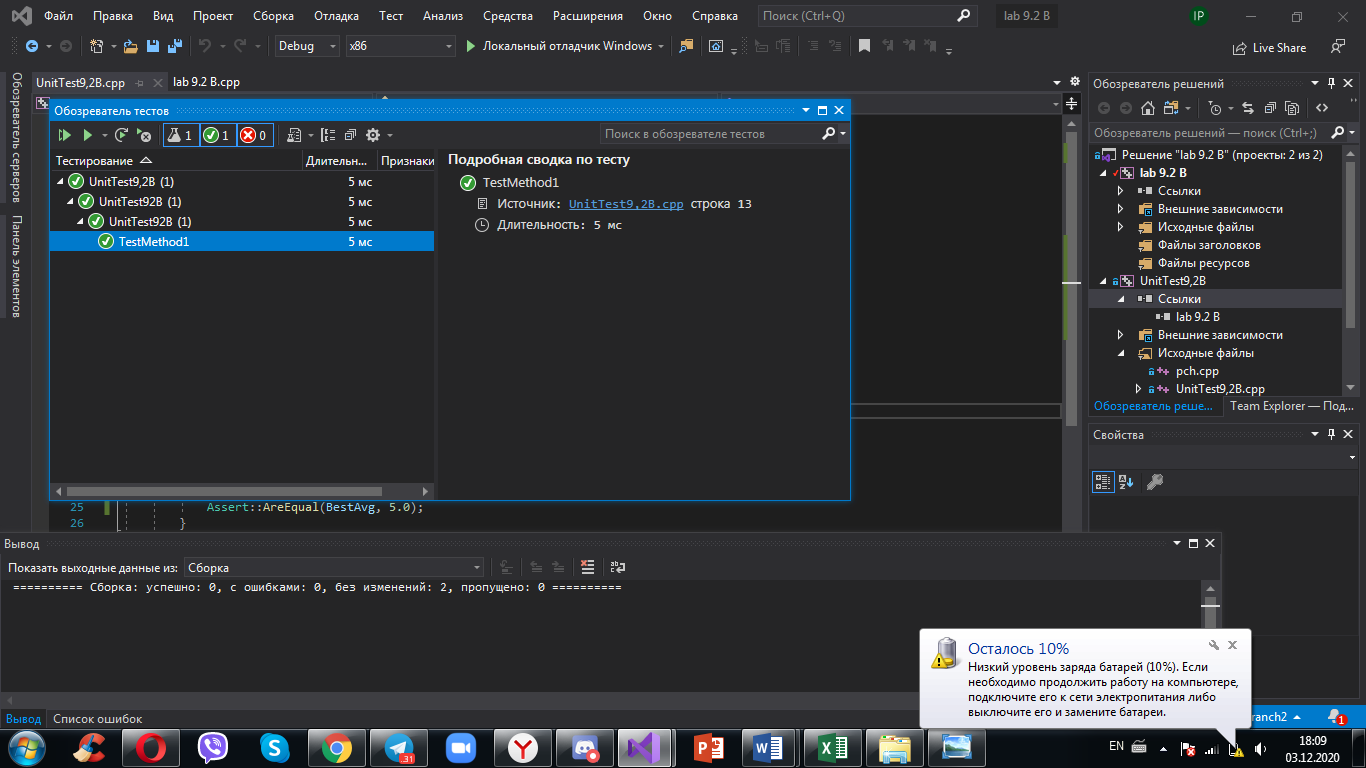 Файл Правка Вид Проект Сборка Отладка Тест Анализ Средства Расширения Окно Справка Поиск (Ctrl+Q) lab 9.2 B IP
Debug x86 Локальный отладчик Windows Live Share
UnitTest9,2B.cpp lab 9.2 B.cpp
Обозреватель серверов
Панель элементов
Обозреватель тестов
1 1 0 Поиск в обозревателе тестов
Тестирование Длительн... Признаки
UnitTest9,2B (1) 5 мс
UnitTest92B (1) 5 мс
UnitTest92B (1) 5 мс
TestMethod1 5 мс
Подробная сводка по тесту
TestMethod1
Источник: UnitTest9,2B.cpp строка 13
Длительность: 5 мс
25 Assert::AreEqual(BestAvg, 5.0);
26 }
Обозреватель решений
Обозреватель решений — поиск (Ctrl+;)
Решение "lab 9.2 B" (проекты: 2 из 2)
lab 9.2 B
Ссылки
Внешние зависимости
Исходные файлы
Файлы заголовков
Файлы ресурсов
UnitTest9,2B
Ссылки
lab 9.2 B
Внешние зависимости
Исходные файлы
pch.cpp
UnitTest9,2B.cpp
Обозреватель реше... Team Explorer — Под...
Свойства
Вывод
Показать выходные данные из: Сборка
========== Сборка: успешно: 0, с ошибками: 0, без изменений: 2, пропущено: 0 ==========
Осталось 10%
Низкий уровень заряда батарей (10%). Если
необходимо продолжить работу на компьютере,
подключите его к сети электропитания либо
выключите его и замените батареи.
Вывод Список ошибок
ranch2 1
31
EN 18:09
03.12.2020